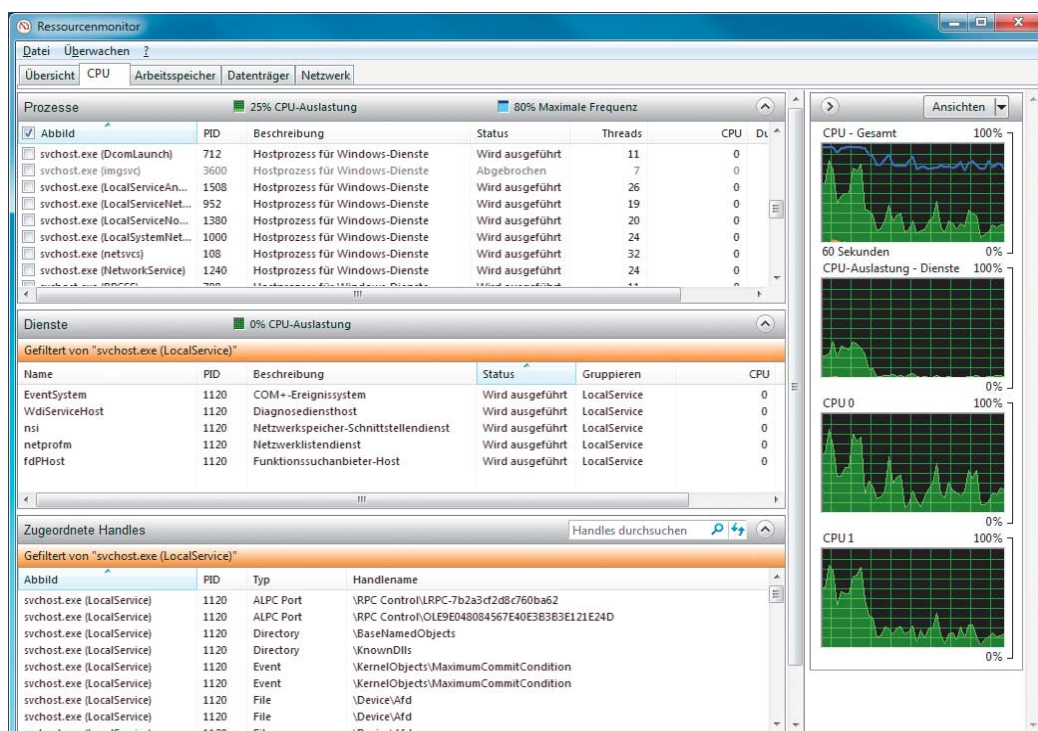 Ressourcenmonitor
Datei Überwachen ?
Übersicht CPU Arbeitsspeicher Datenträger Netzwerk
Prozesse 25% CPU-Auslastung 80% Maximale Frequenz
Abbild PID Beschreibung Status Threads CPU
svchost.exe (DcomLaunch) 712 Hostprozess für Windows-Dienste Wird ausgeführt 11 0
svchost.exe (imgsvc) 3600 Hostprozess für Windows-Dienste Abgebrochen 7 0
svchost.exe (LocalServiceAn... 1508 Hostprozess für Windows-Dienste Wird ausgeführt 26 0
svchost.exe (LocalServiceNet... 952 Hostprozess für Windows-Dienste Wird ausgeführt 19 0
svchost.exe (LocalServiceNo... 1380 Hostprozess für Windows-Dienste Wird ausgeführt 20 0
svchost.exe (LocalSystemNet... 1000 Hostprozess für Windows-Dienste Wird ausgeführt 24 0
svchost.exe (netsvcs) 108 Hostprozess für Windows-Dienste Wird ausgeführt 32 0
svchost.exe (NetworkService) 1240 Hostprozess für Windows-Dienste Wird ausgeführt 24 0
Dienste 0% CPU-Auslastung
Gefiltert von "svchost.exe (LocalService)"
Name PID Beschreibung Status Gruppieren CPU
EventSystem 1120 COM+-Ereignissystem Wird ausgeführt LocalService 0
WdiServiceHost 1120 Diagnosediensthost Wird ausgeführt LocalService 0
nsi 1120 Netzwerkspeicher-Schnittstellendienst Wird ausgeführt LocalService 0
netprofm 1120 Netzwerklistendienst Wird ausgeführt LocalService 0
fdPHost 1120 Funktionssuchanbieter-Host Wird ausgeführt LocalService 0
Zugeordnete Handles Handles durchsuchen
Gefiltert von "svchost.exe (LocalService)"
Abbild PID Typ Handlename
svchost.exe (LocalService) 1120 ALPC Port \RPC Control\LRPC-7b2a3cf2d8c760ba62
svchost.exe (LocalService) 1120 ALPC Port \RPC Control\OLE9E048084567E40E3B3B3E121E24D
svchost.exe (LocalService) 1120 Directory \BaseNamedObjects
svchost.exe (LocalService) 1120 Directory \KnownDlls
svchost.exe (LocalService) 1120 Event \KernelObjects\MaximumCommitCondition
svchost.exe (LocalService) 1120 Event \KernelObjects\MaximumCommitCondition
svchost.exe (LocalService) 1120 File \Device\Afd
svchost.exe (LocalService) 1120 File \Device\Afd
Ansichten
CPU - Gesamt 100%
60 Sekunden 0%
CPU-Auslastung - Dienste 100%
0%
CPU 0 100%
0%
CPU 1 100%
0%